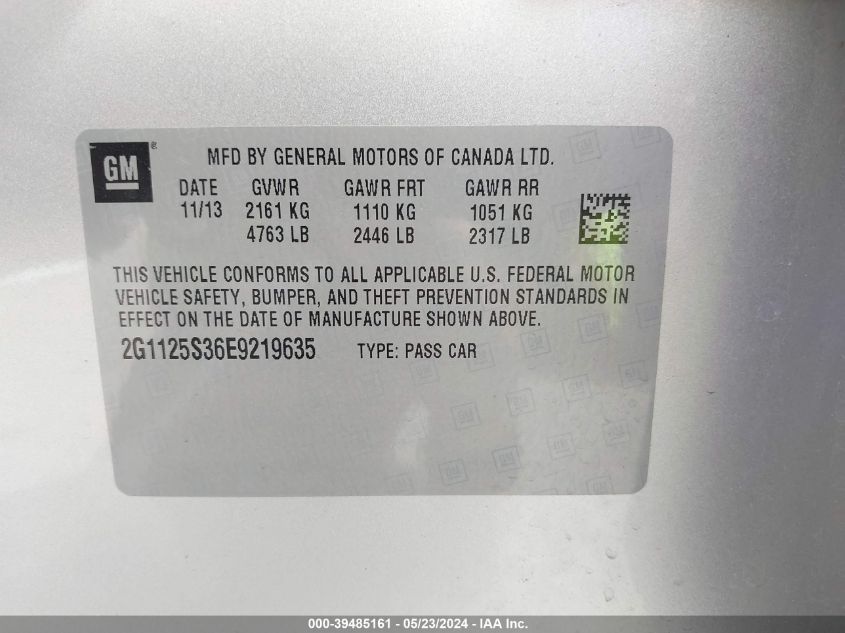 GM ®
MFD BY GENERAL MOTORS OF CANADA LTD.
DATE GVWR GAWR FRT GAWR RR
11/13 2161 KG 1110 KG 1051 KG
4763 LB 2446 LB 2317 LB
THIS VEHICLE CONFORMS TO ALL APPLICABLE U.S. FEDERAL MOTOR
VEHICLE SAFETY, BUMPER, AND THEFT PREVENTION STANDARDS IN
EFFECT ON THE DATE OF MANUFACTURE SHOWN ABOVE.
2G1125S36E9219635 TYPE: PASS CAR
000-39485161 - 05/23/2024 - IAA Inc.